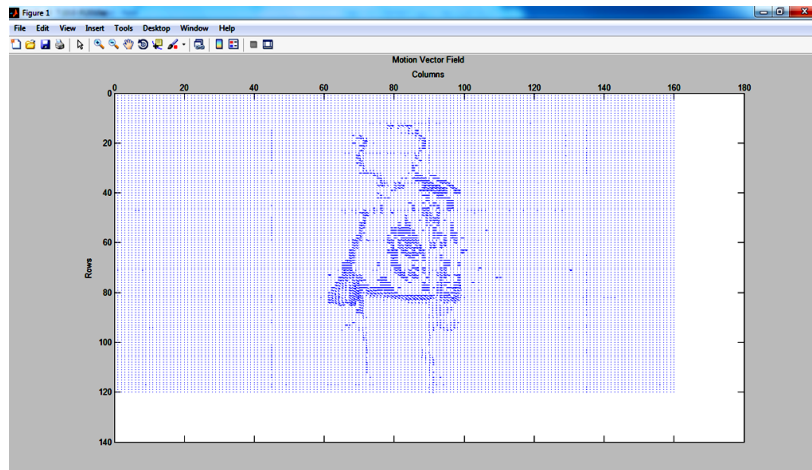 Figure 1
File Edit View Insert Tools Desktop Window Help
Motion Vector Field
Columns
0 20 40 60 80 100 120 140 160 180
0
20
40
60
80
100
120
140
Rows